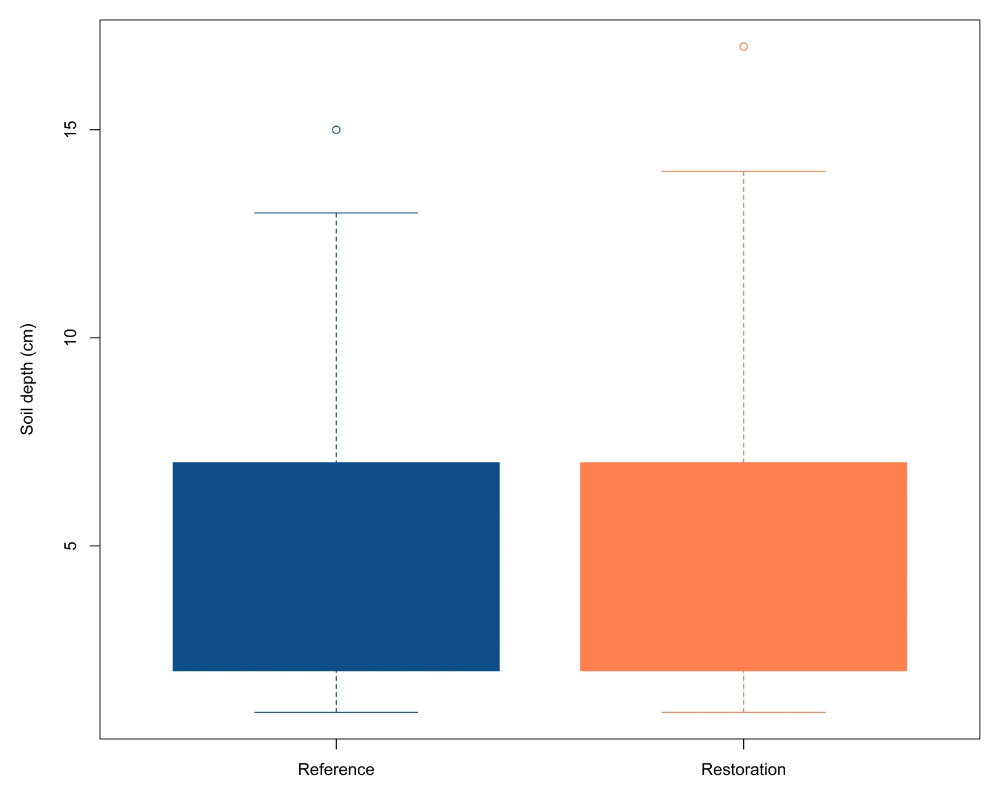 Soil depth (cm)
15
10
5
Reference
Restoration